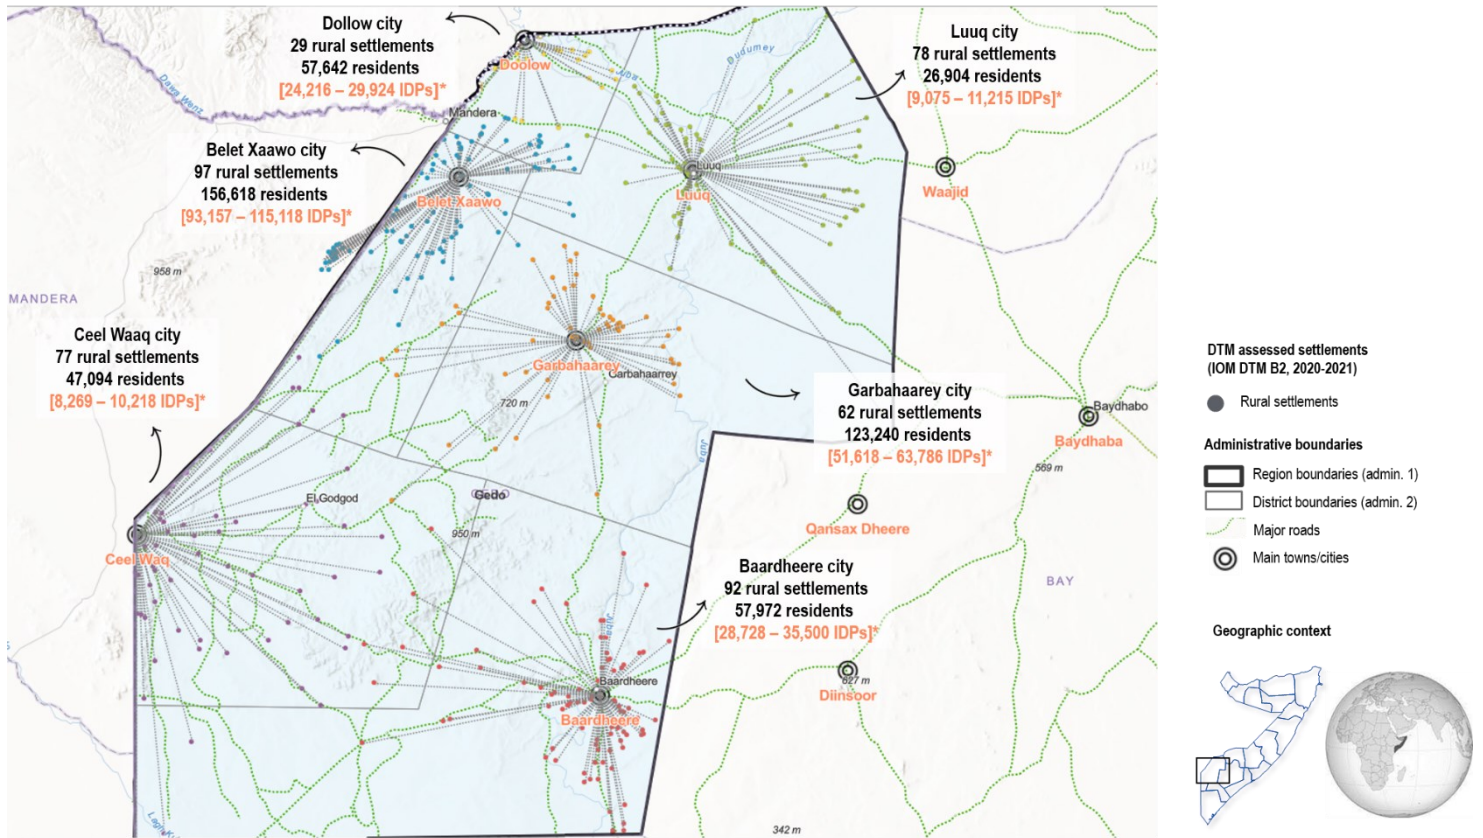 Dollow city
29 rural settlements
57,642 residents
[24,216 – 29,924 IDPs]*
Luuq city
78 rural settlements
26,904 residents
[9,075 – 11,215 IDPs]*
Belet Xaawo city
97 rural settlements
156,618 residents
[93,157 – 115,118 IDPs]*
Ceel Waaq city
77 rural settlements
47,094 residents
[8,269 – 10,218 IDPs]*
Garbahaarey city
62 rural settlements
123,240 residents
[51,618 – 63,786 IDPs]*
Baardheere city
92 rural settlements
57,972 residents
[28,728 – 35,500 IDPs]*
Doolow
Dudumey
Juba
Dawa Wenz
Mandera
Luuq
Luuq
Waajid
Belet Xaawo
958 m
MANDERA
Garbahaarey
Garbahaarrey
720 m
Baydhabo
Baydhaba
Juba
569 m
El Godgod
Gedo
950 m
Qansax Dheere
Ceel Waq
BAY
Juba
Baardheere
Baardheere
627 m
Diinsoor
342 m
DTM assessed settlements
(IOM DTM B2, 2020-2021)
Rural settlements
Administrative boundaries
Region boundaries (admin. 1)
District boundaries (admin. 2)
Major roads
Main towns/cities
Geographic context